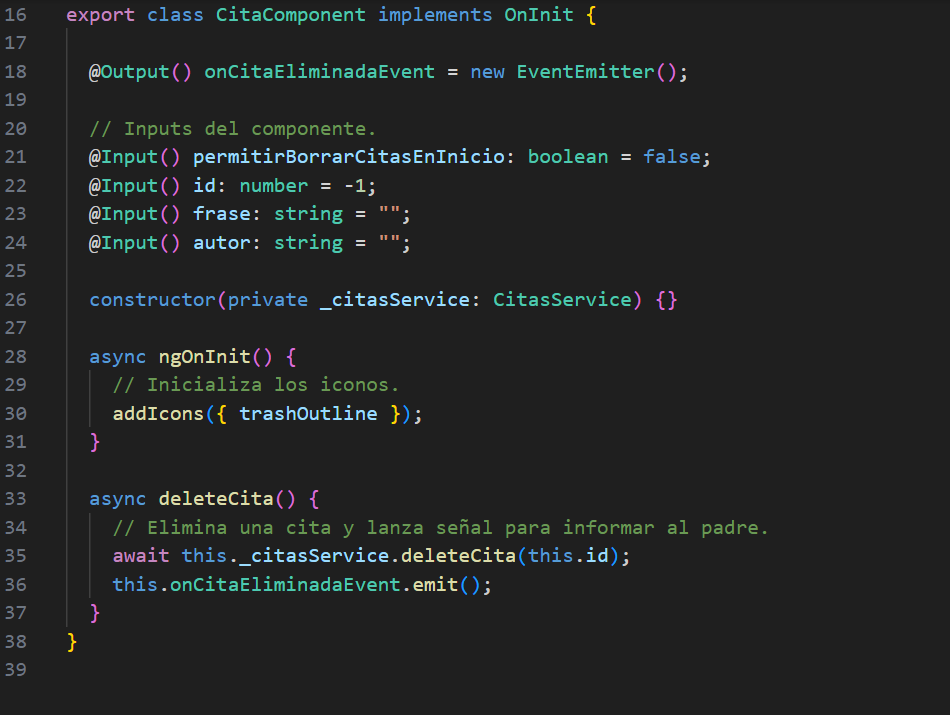 16 export class CitaComponent implements OnInit {
17
18 @Output() onCitaEliminadaEvent = new EventEmitter();
19
20 // Inputs del componente.
21 @Input() permitirBorrarCitasEnInicio: boolean = false;
22 @Input() id: number = -1;
23 @Input() frase: string = "";
24 @Input() autor: string = "";
25
26 constructor(private _citasService: CitasService) {}
27
28 async ngOnInit() {
29 // Inicializa los iconos.
30 addIcons({ trashOutline });
31 }
32
33 async deleteCita() {
34 // Elimina una cita y lanza señal para informar al padre.
35 await this._citasService.deleteCita(this.id);
36 this.onCitaEliminadaEvent.emit();
37 }
38 }
39